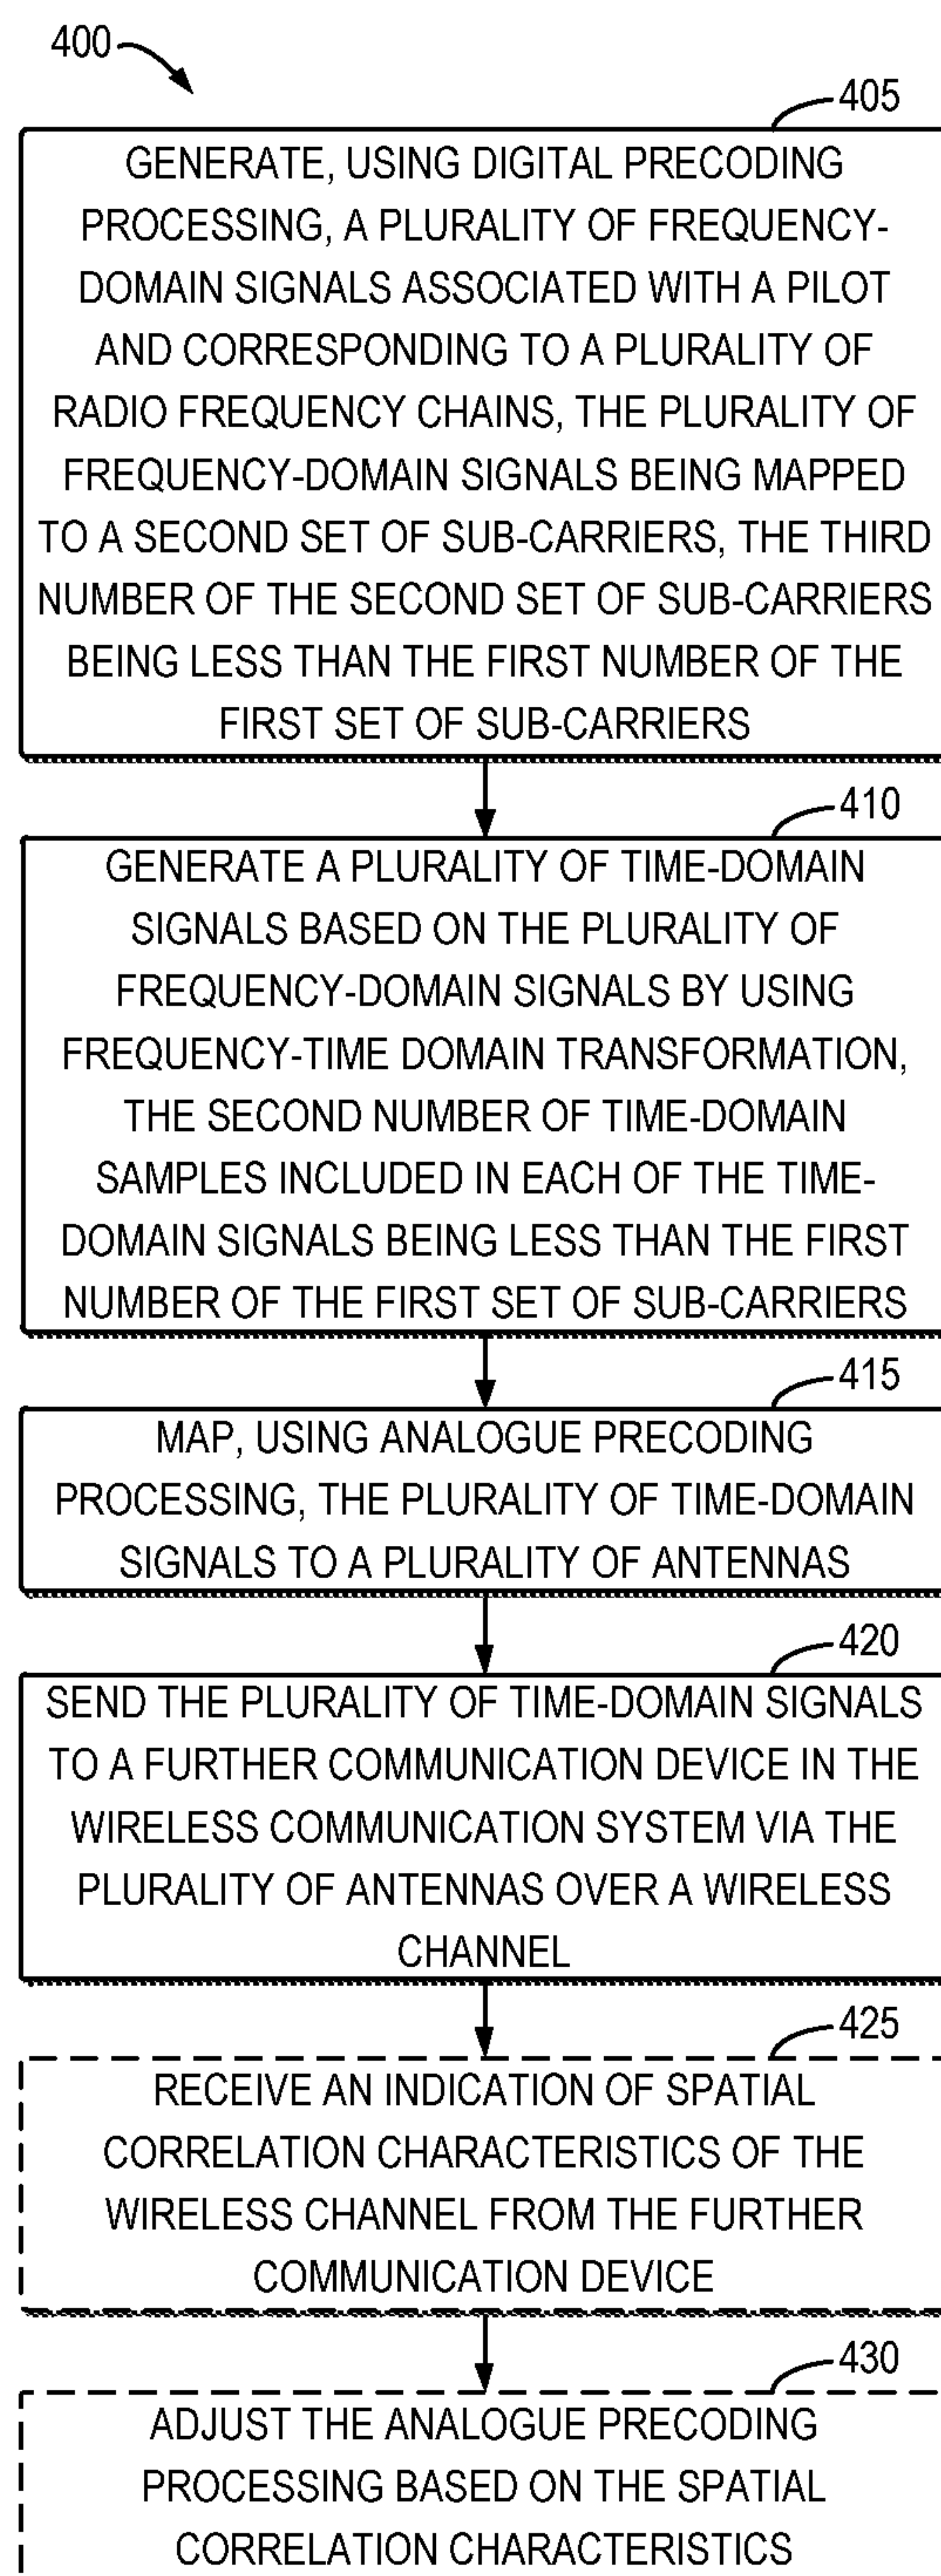 400
405
GENERATE, USING DIGITAL PRECODING
PROCESSING, A PLURALITY OF FREQUENCY-
DOMAIN SIGNALS ASSOCIATED WITH A PILOT
AND CORRESPONDING TO A PLURALITY OF
RADIO FREQUENCY CHAINS, THE PLURALITY OF
FREQUENCY-DOMAIN SIGNALS BEING MAPPED
TO A SECOND SET OF SUB-CARRIERS, THE THIRD
NUMBER OF THE SECOND SET OF SUB-CARRIERS
BEING LESS THAN THE FIRST NUMBER OF THE
FIRST SET OF SUB-CARRIERS
410
GENERATE A PLURALITY OF TIME-DOMAIN
SIGNALS BASED ON THE PLURALITY OF
FREQUENCY-DOMAIN SIGNALS BY USING
FREQUENCY-TIME DOMAIN TRANSFORMATION,
THE SECOND NUMBER OF TIME-DOMAIN
SAMPLES INCLUDED IN EACH OF THE TIME-
DOMAIN SIGNALS BEING LESS THAN THE FIRST
NUMBER OF THE FIRST SET OF SUB-CARRIERS
415
MAP, USING ANALOGUE PRECODING
PROCESSING, THE PLURALITY OF TIME-DOMAIN
SIGNALS TO A PLURALITY OF ANTENNAS
420
SEND THE PLURALITY OF TIME-DOMAIN SIGNALS
TO A FURTHER COMMUNICATION DEVICE IN THE
WIRELESS COMMUNICATION SYSTEM VIA THE
PLURALITY OF ANTENNAS OVER A WIRELESS
CHANNEL
425
RECEIVE AN INDICATION OF SPATIAL
CORRELATION CHARACTERISTICS OF THE
WIRELESS CHANNEL FROM THE FURTHER
COMMUNICATION DEVICE
430
ADJUST THE ANALOGUE PRECODING
PROCESSING BASED ON THE SPATIAL
CORRELATION CHARACTERISTICS